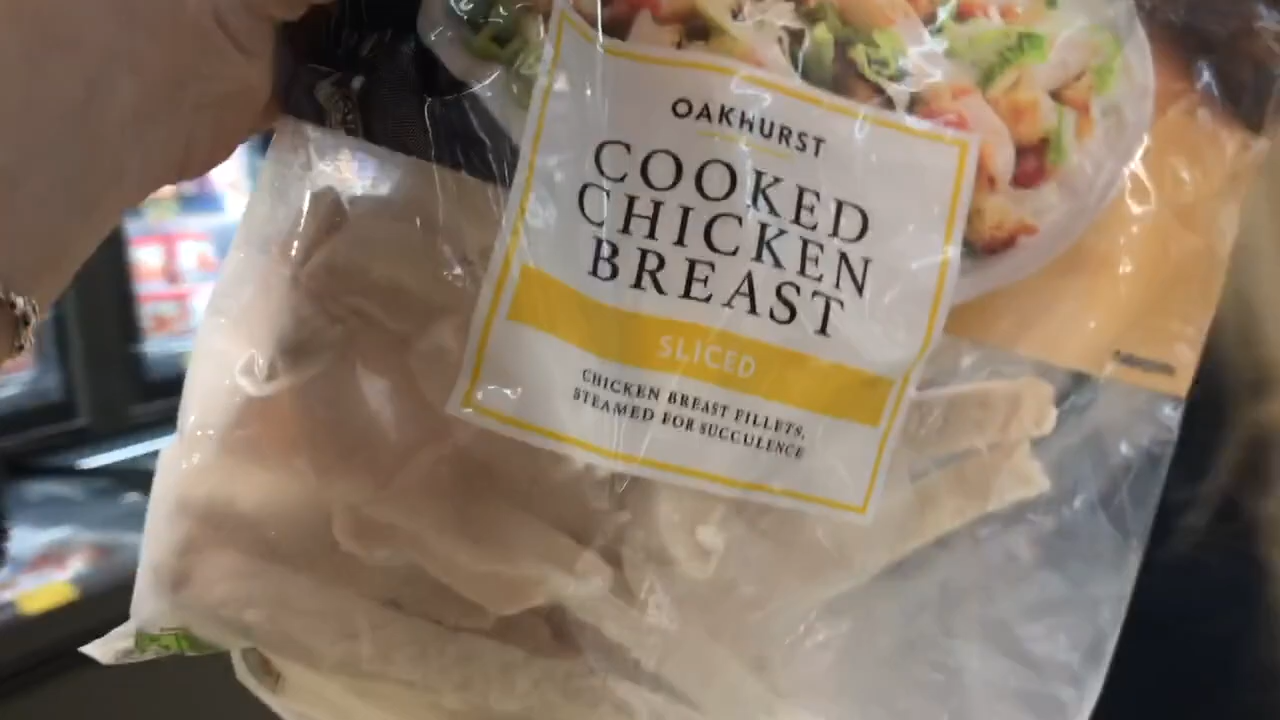 OAKHURST
COOKED
CHICKEN
BREAST
SLICED
CHICKEN BREAST FILLETS,
STEAMED FOR SUCCULENCE